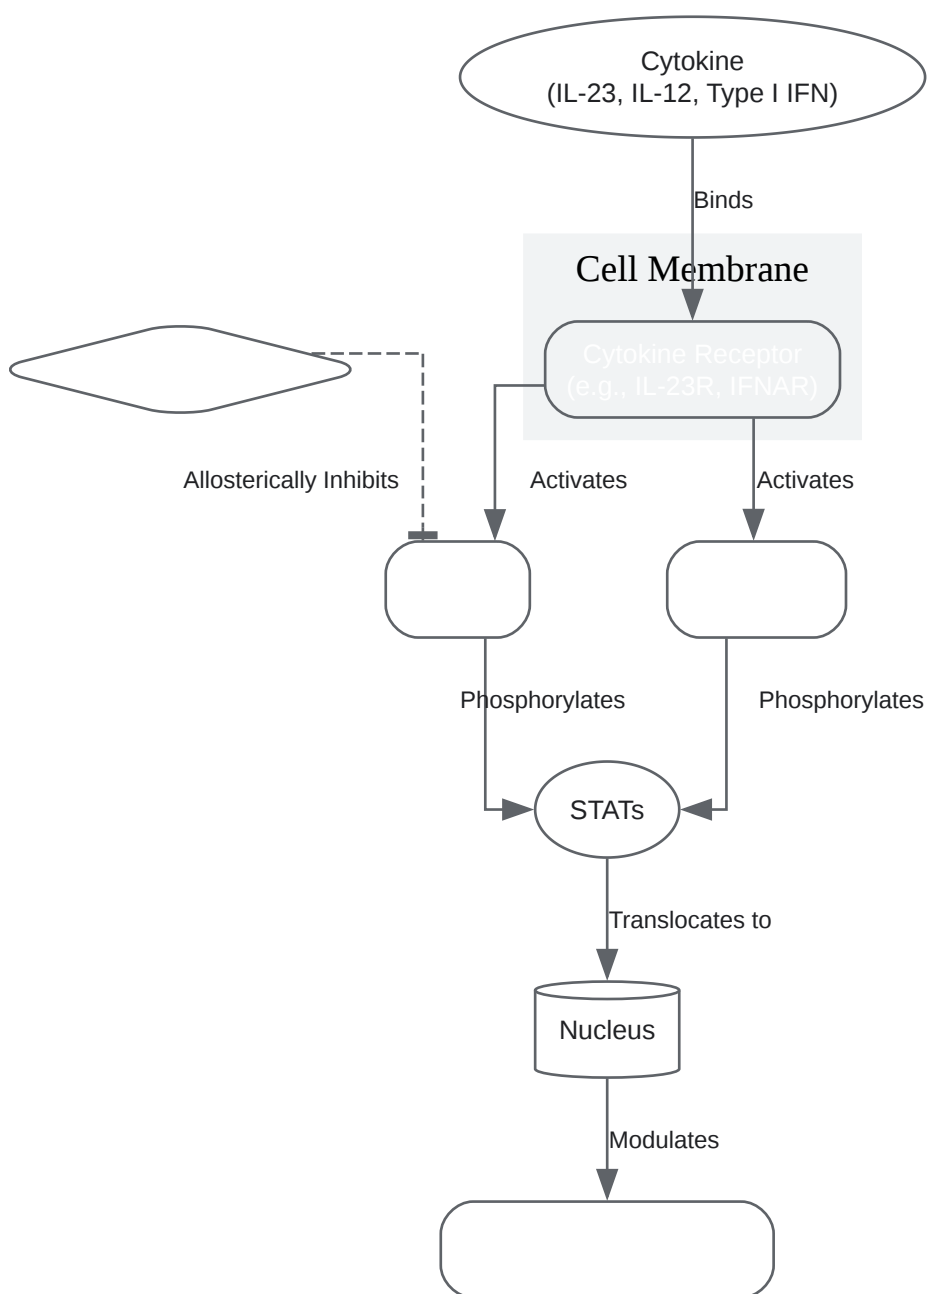 Cytokine
(IL-23, IL-12, Type I IFN)
Binds
Cell Membrane
Cytokine Receptor
(e.g., IL-23R, IFNAR)
Allosterically Inhibits
Activates
Activates
Phosphorylates
Phosphorylates
STATs
Translocates to
Nucleus
Modulates